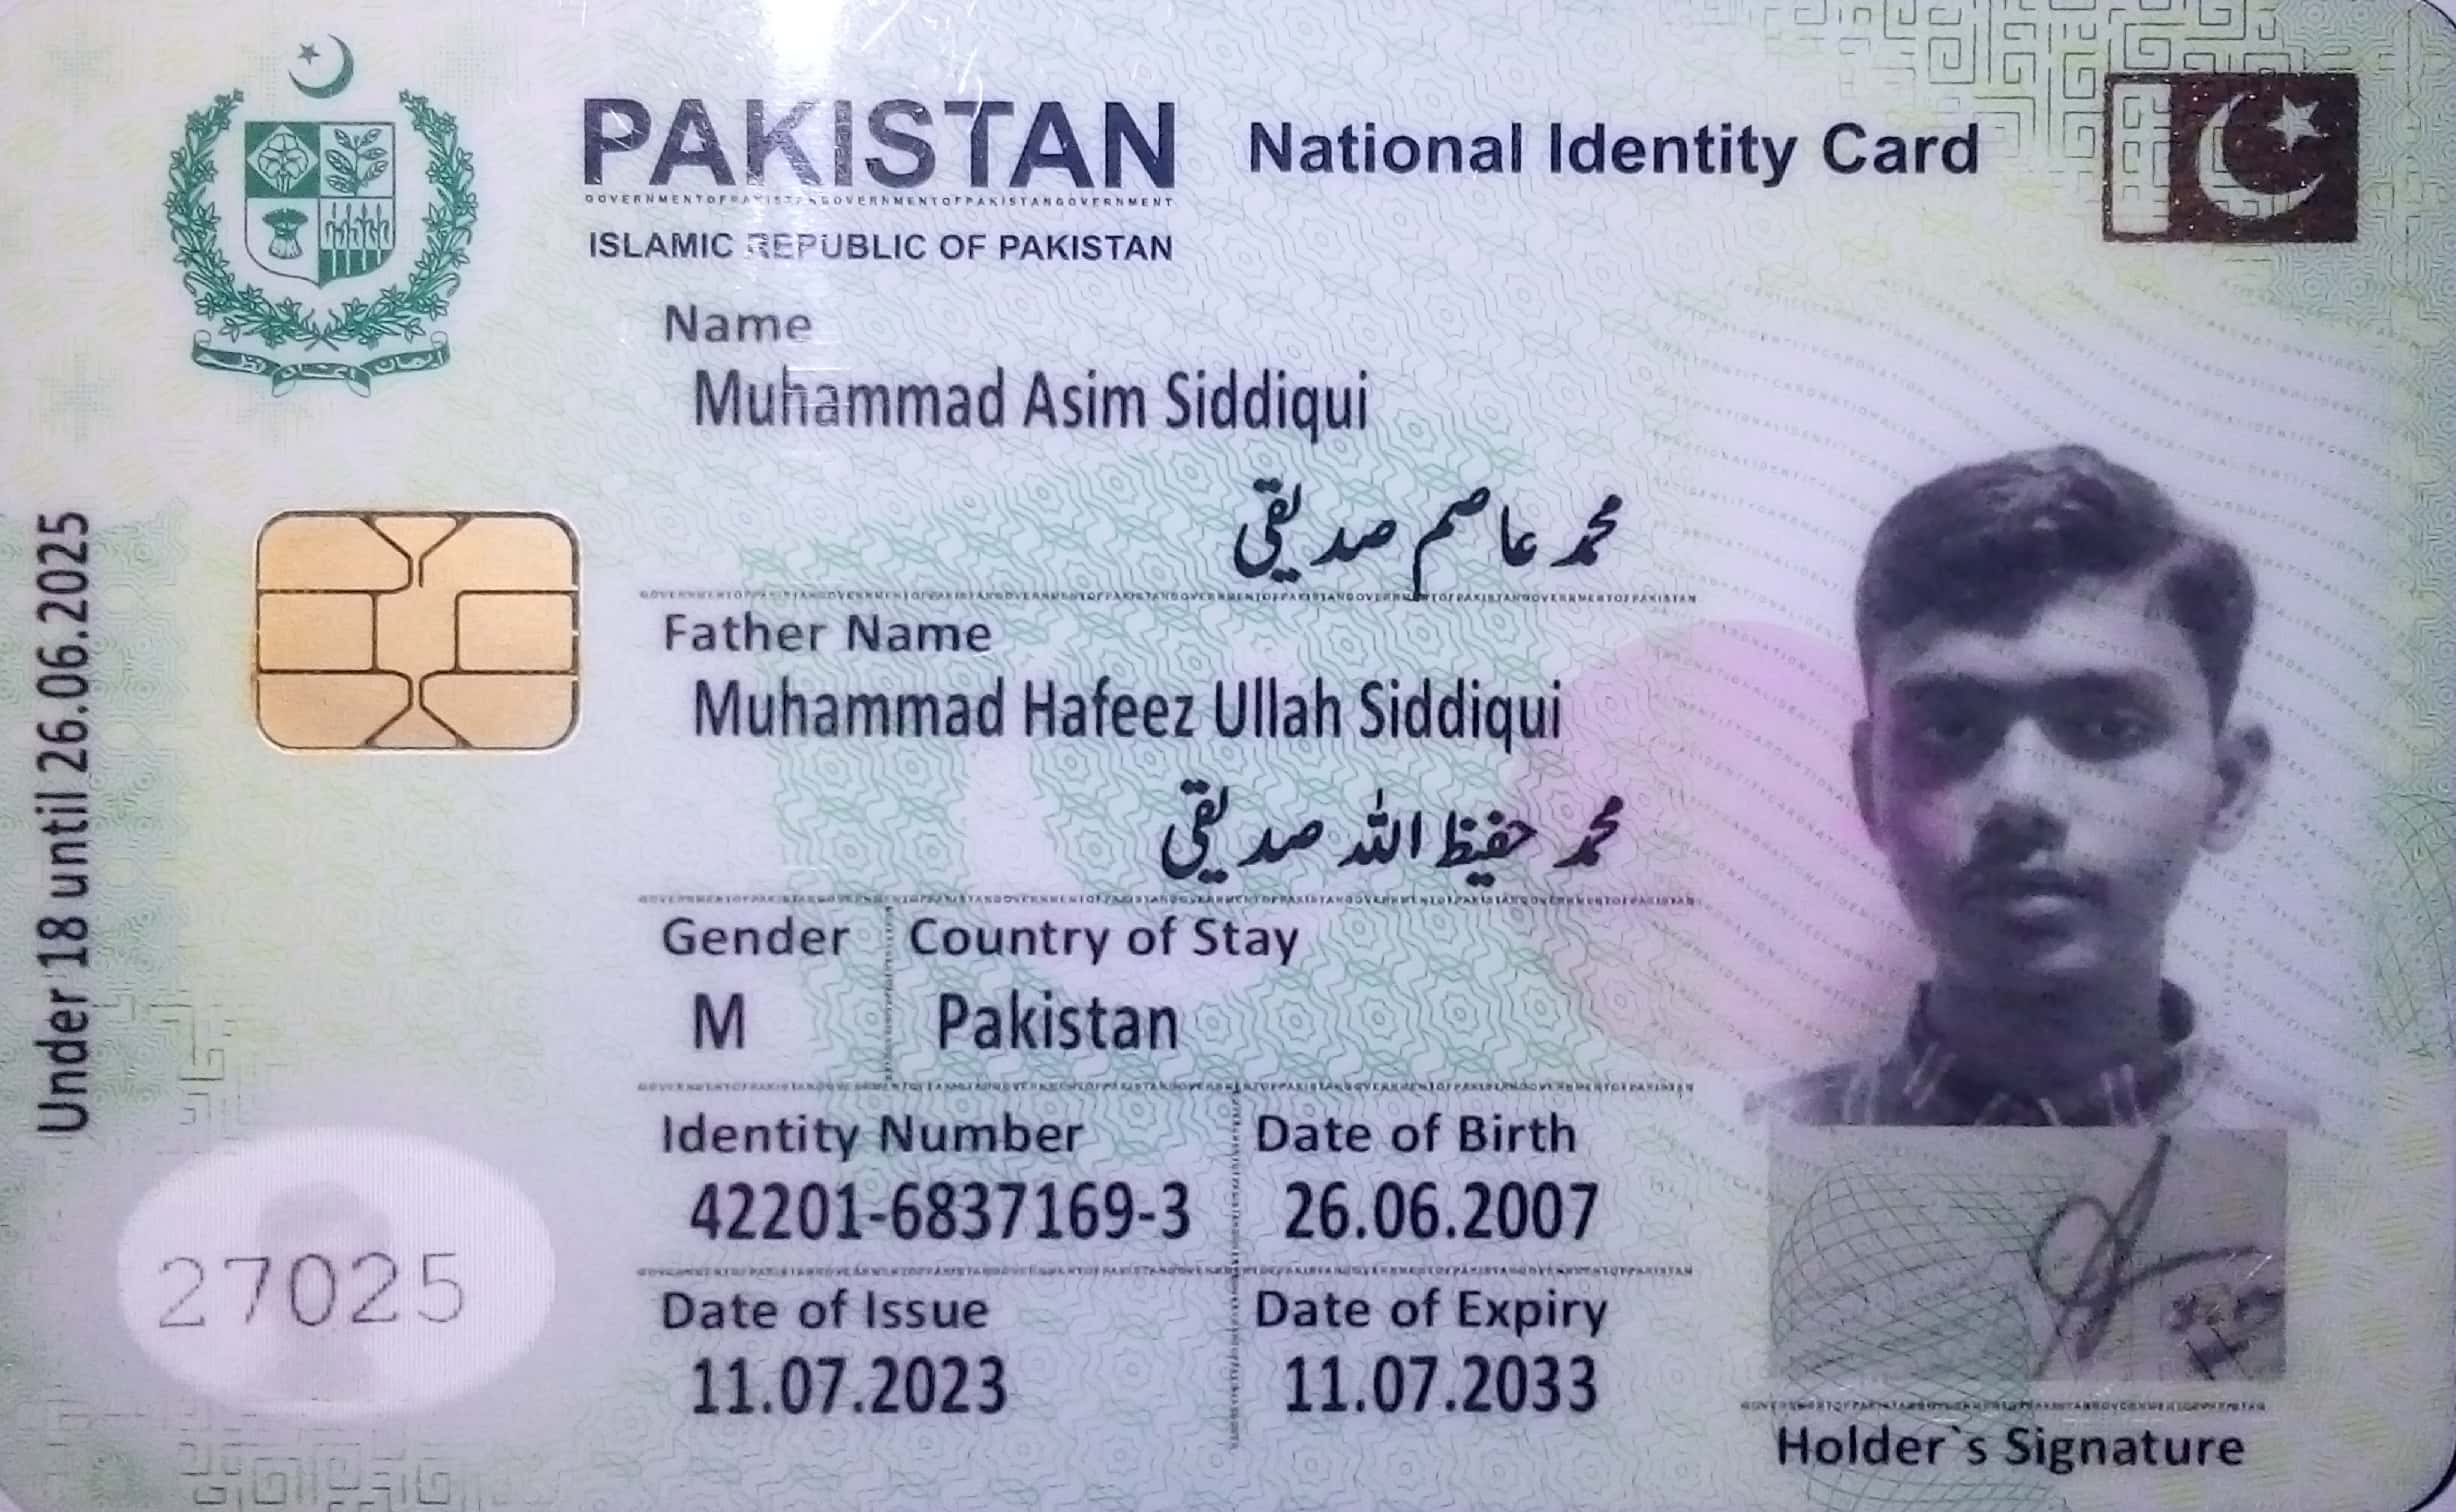 PAKISTAN
National Identity Card
ISLAMIC REPUBLIC OF PAKISTAN
Name
Muhammad Asim Siddiqui
محمد عاصم صدیقی
Father Name
Muhammad Hafeez Ullah Siddiqui
محمد حفیظ اللہ صدیقی
Gender
Country of Stay
M
Pakistan
Identity Number
Date of Birth
42201-6837169-3
26.06.2007
Date of Issue
Date of Expiry
11.07.2023
11.07.2033
Holder`s Signature
Under 18 until 26.06.2025
27025